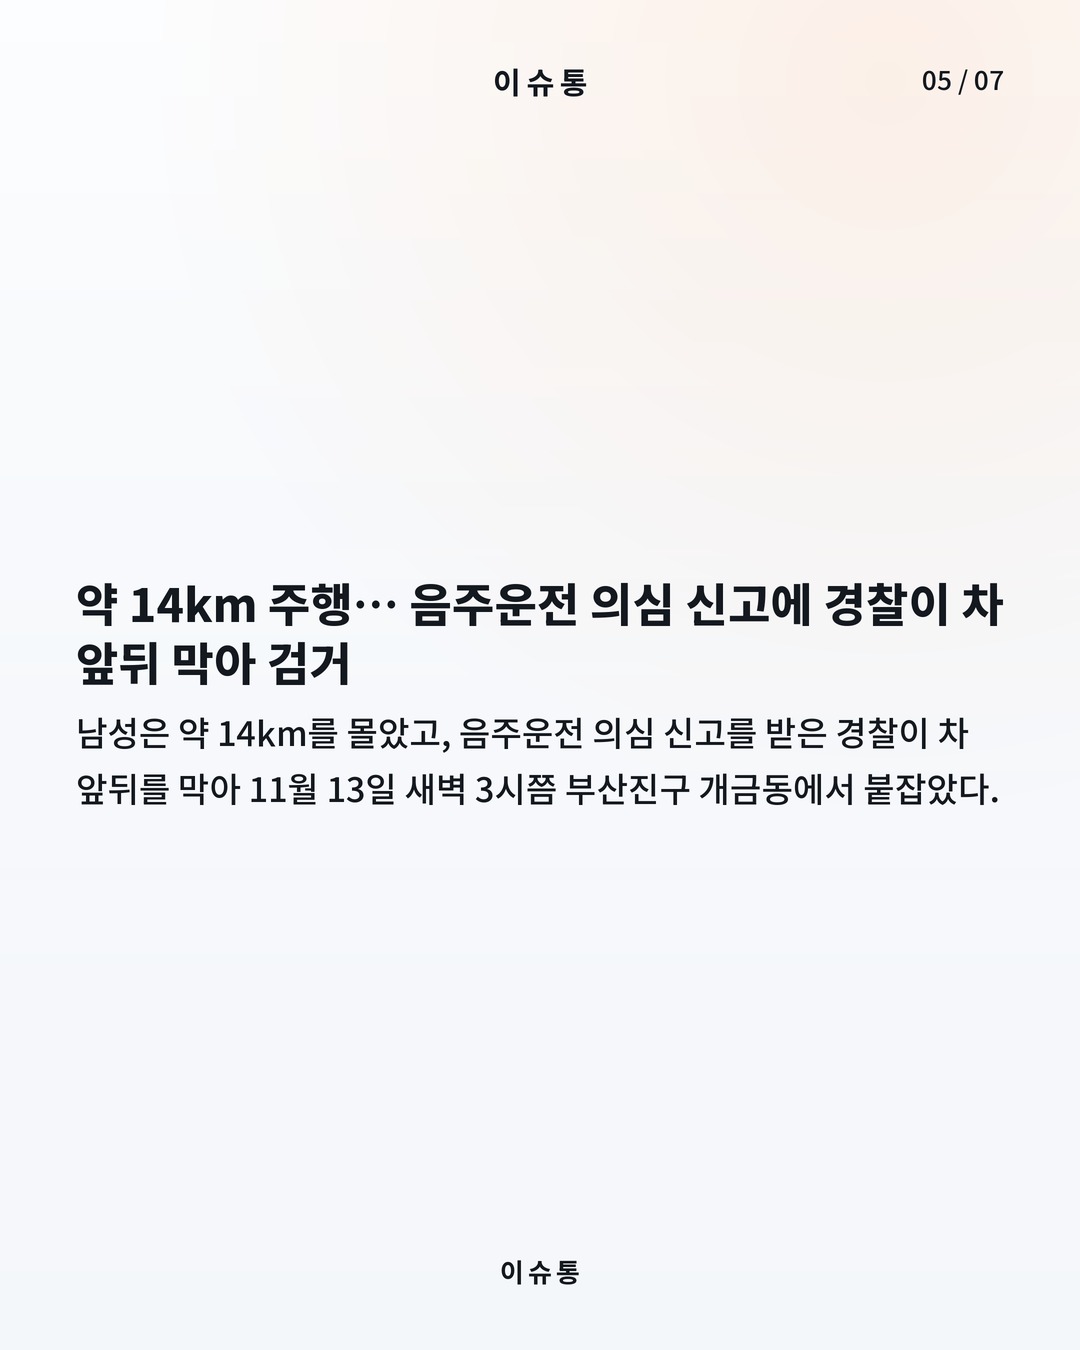 이슈통
05 / 07
약 14km 주행… 음주운전 의심 신고에 경찰이 차
앞뒤 막아 검거
남성은 약 14km를 몰았고, 음주운전 의심 신고를 받은 경찰이 차
앞뒤를 막아 11월 13일 새벽 3시쯤 부산진구 개금동에서 붙잡았다.
이슈통